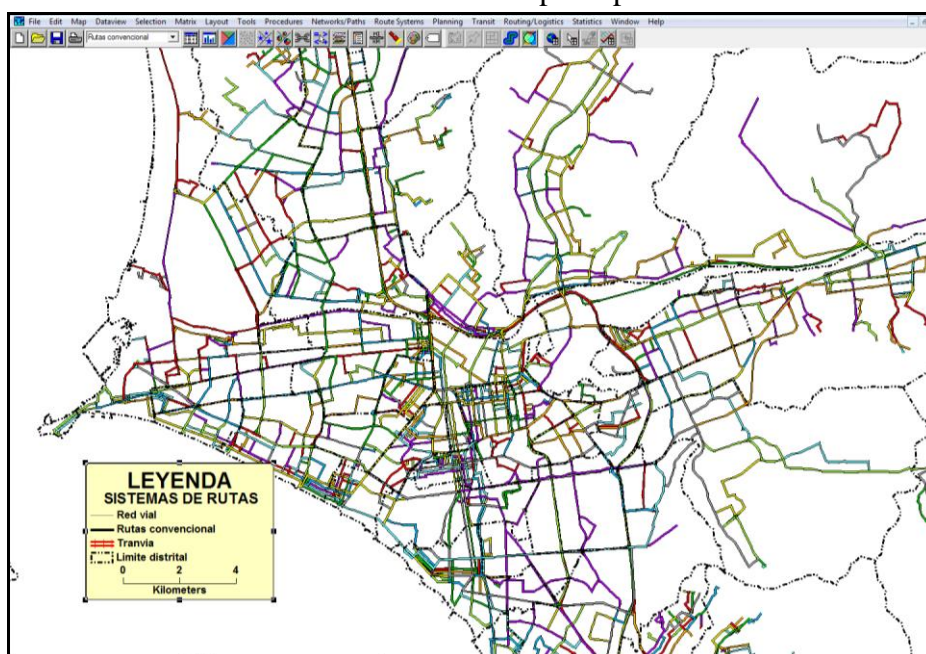 File Edit Map Dataview Selection Matrix Layout Tools Procedures Networks/Paths Route Systems Planning Transit Routing/Logistics Statistics Window Help
Rutas convencional
LEYENDA
SISTEMAS DE RUTAS
Red vial
Rutas convencional
Tranvia
Limite distrital
0 2 4
Kilometers